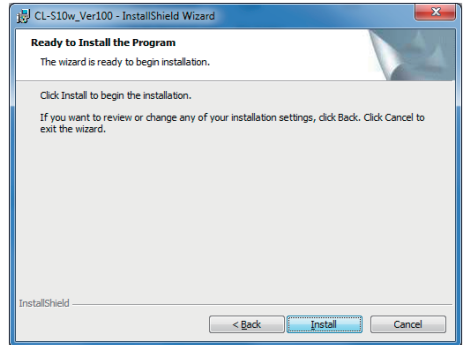 CL-S10w_Ver100 - InstallShield Wizard
Ready to Install the Program
The wizard is ready to begin installation.
Click Install to begin the installation.
If you want to review or change any of your installation settings, click Back. Click Cancel to
exit the wizard.
InstallShield
< Back Install Cancel